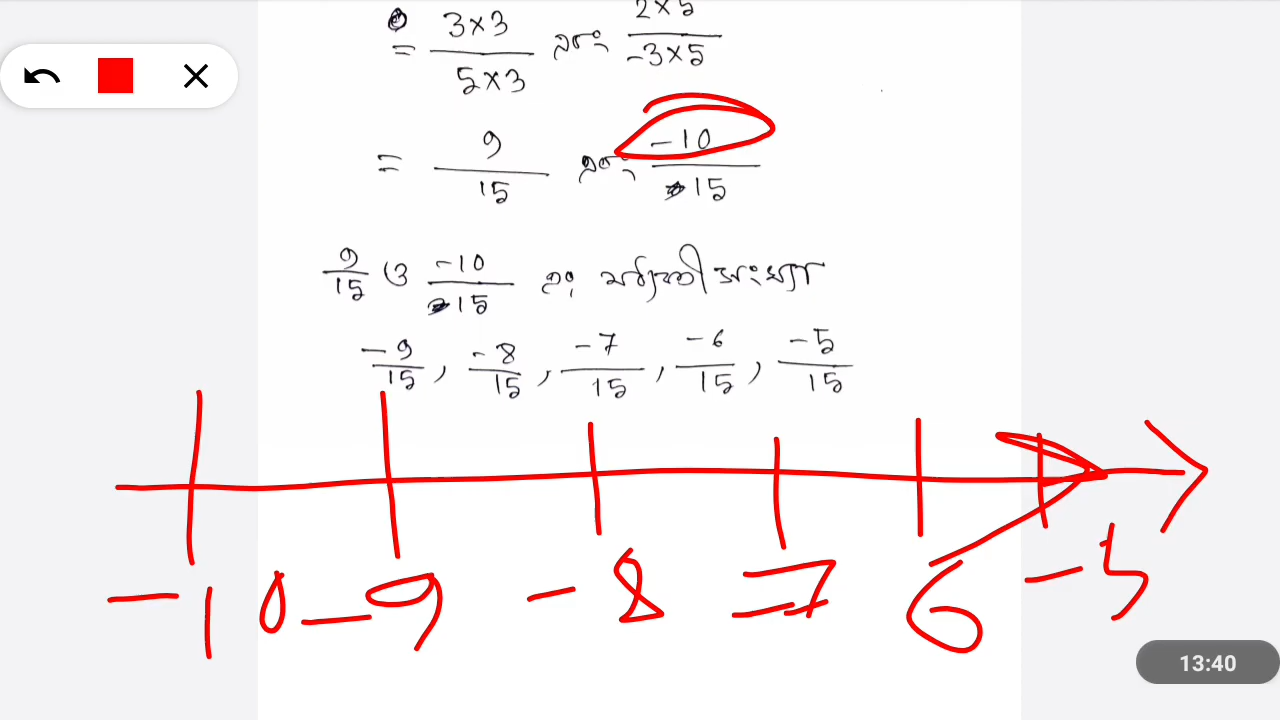 = 3×3/5×3 এবং 2×5/-3×5
= 9/15 এবং -10/15
9/15 ও -10/15 এর মধ্যবর্তী সংখ্যা
-9/15, -8/15, -7/15, -6/15, -5/15
-10 -9 -8 -7 6 -5
13:40